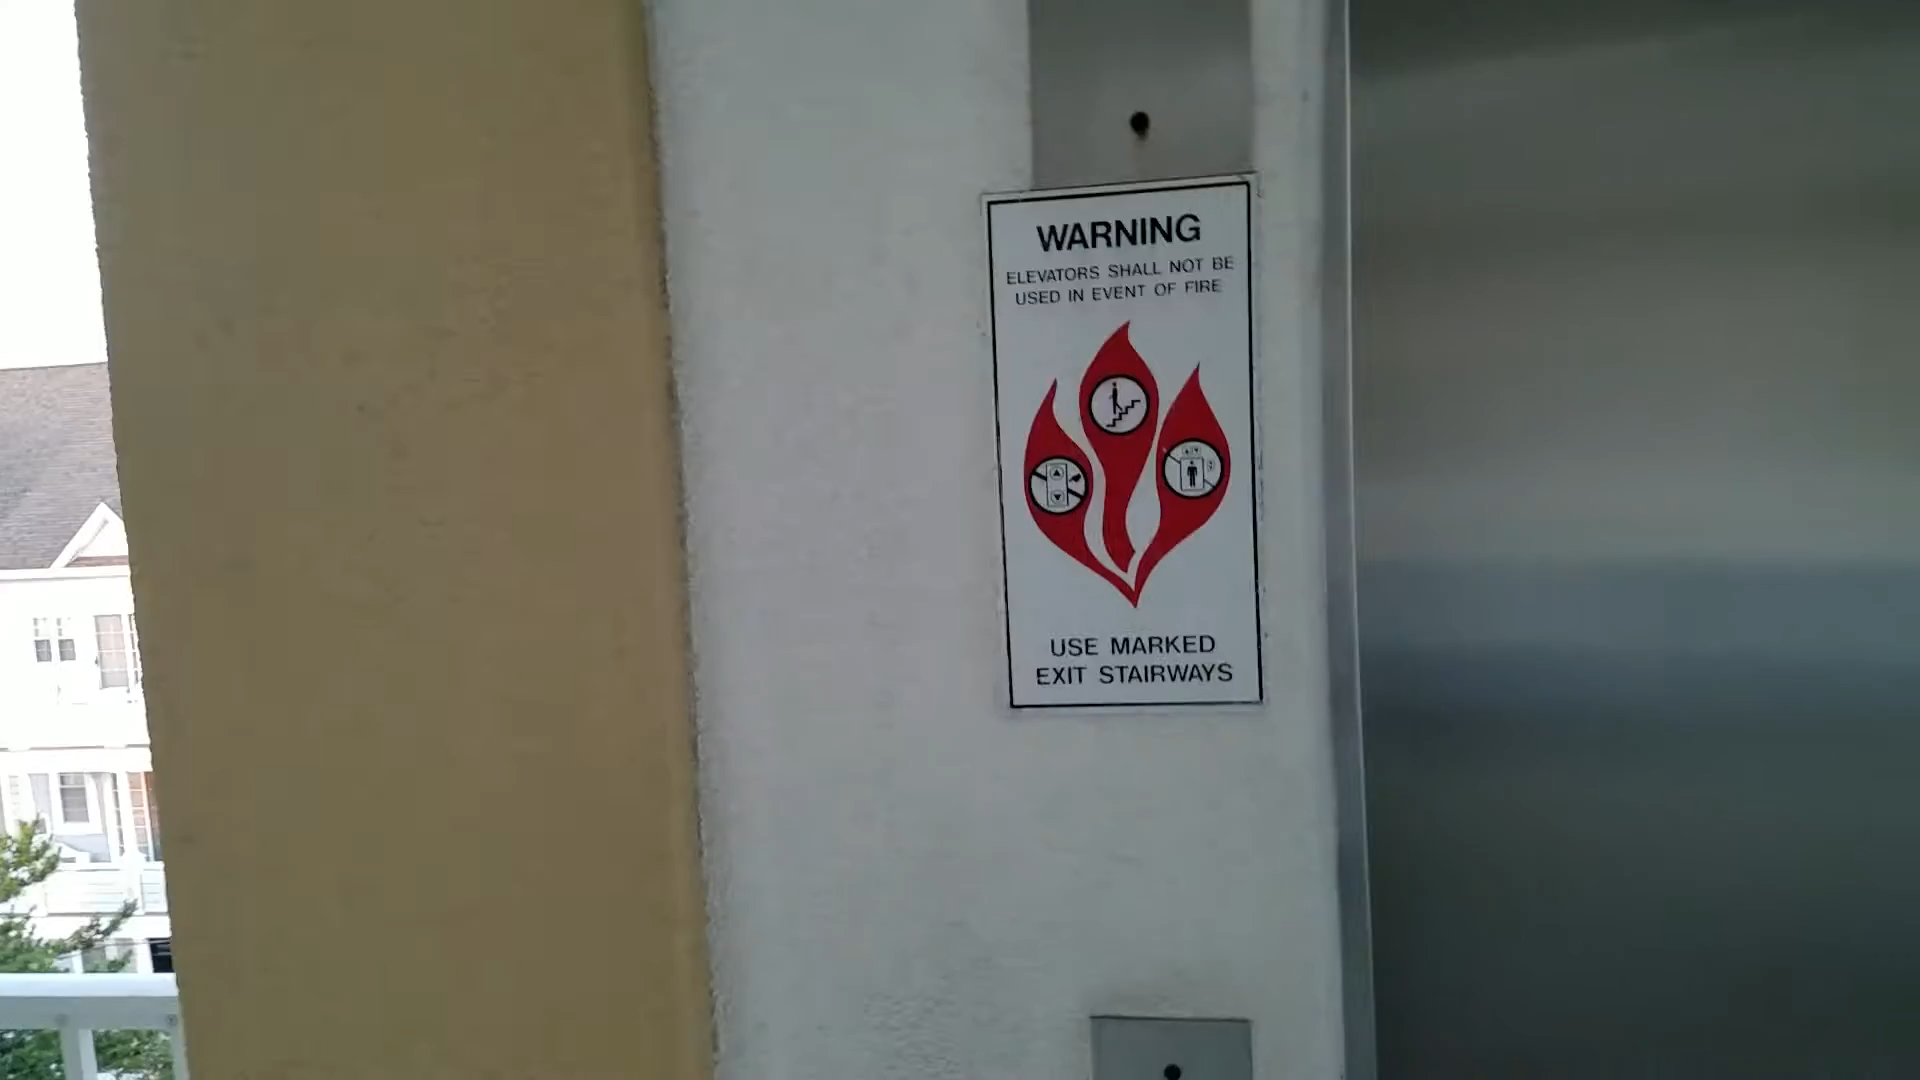 WARNING
ELEVATORS SHALL NOT BE
USED IN EVENT OF FIRE
USE MARKED
EXIT STAIRWAYS